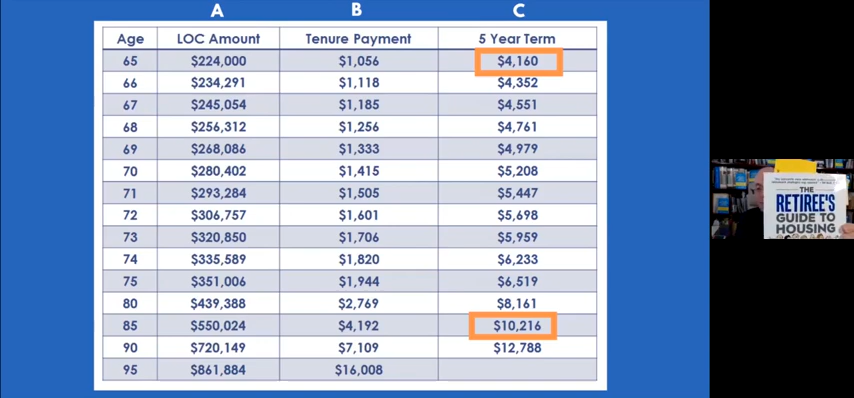 A B C
Age LOC Amount Tenure Payment 5 Year Term
65 $224,000 $1,056 $4,160
66 $234,291 $1,118 $4,352
67 $245,054 $1,185 $4,551
68 $256,312 $1,256 $4,761
69 $268,086 $1,333 $4,979
70 $280,402 $1,415 $5,208
71 $293,284 $1,505 $5,447
72 $306,757 $1,601 $5,698
73 $320,850 $1,706 $5,959
74 $335,589 $1,820 $6,233
75 $351,006 $1,944 $6,519
80 $439,388 $2,769 $8,161
85 $550,024 $4,192 $10,216
90 $720,149 $7,109 $12,788
95 $861,884 $16,008
THE
RETIREE'S
GUIDE TO
HOUSING